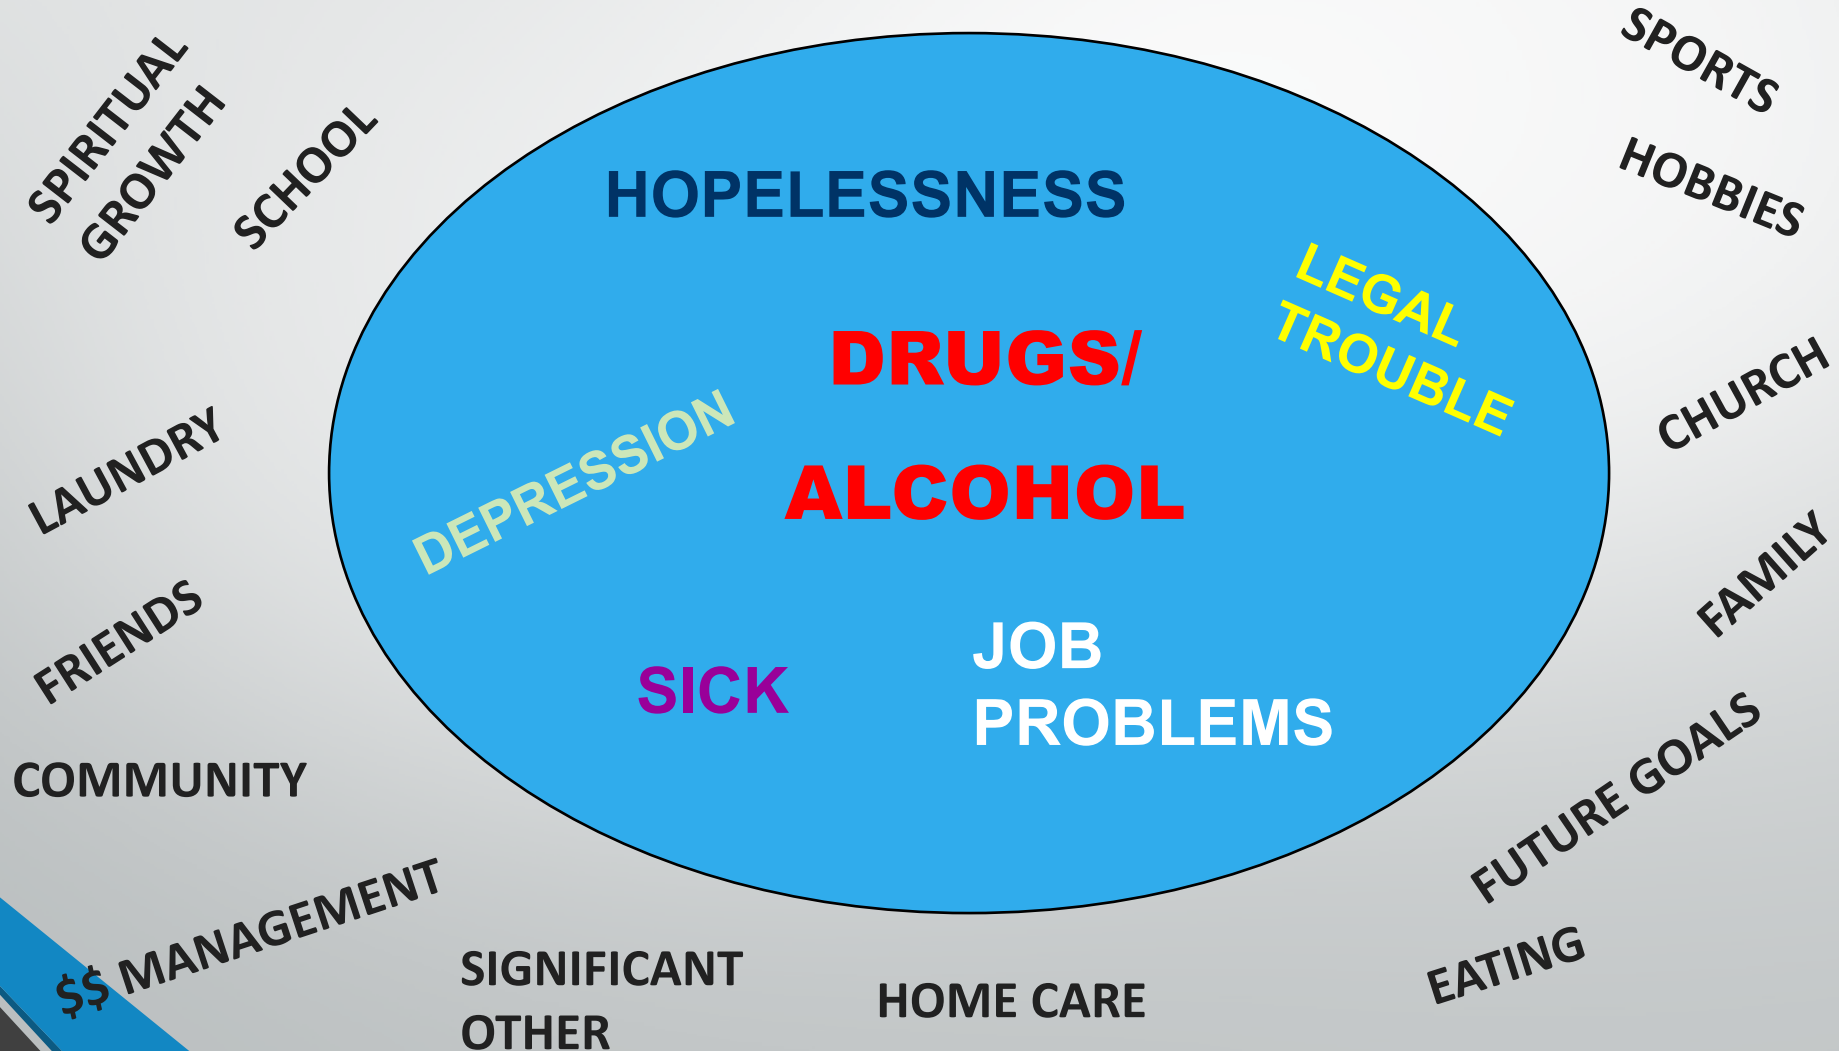 SPIRITUAL
GROWTH
SCHOOL
SPORTS
HOBBIES
HOPELESSNESS
LEGAL
TROUBLE
DRUGS/
ALCOHOL
DEPRESSION
CHURCH
LAUNDRY
FAMILY
FRIENDS
SICK
JOB
PROBLEMS
COMMUNITY
FUTURE GOALS
$$ MANAGEMENT
SIGNIFICANT
OTHER
HOME CARE
EATING